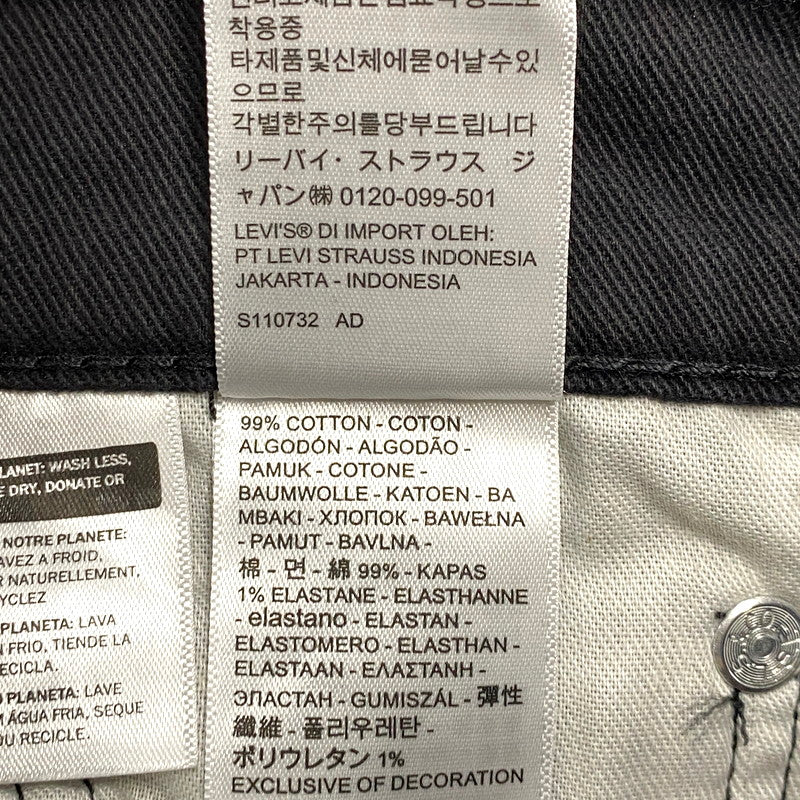 착용중
타제품및신체에묻어날수있
으므로
각별한주의를당부드립니다
リーバイ・ストラウス ジ
ャパン㈱ 0120-099-501
LEVI'S® DI IMPORT OLEH:
PT LEVI STRAUSS INDONESIA
JAKARTA - INDONESIA
S110732 AD
99% COTTON - COTON -
ALGODÓN - ALGODÃO -
PAMUK - COTONE -
BAUMWOLLE - KATOEN - BA
MBAKI - ХЛОПОК - BAWEŁNA
- PAMUT - BAVLNA -
棉 - 면 - 綿 99% - KAPAS
1% ELASTANE - ELASTHANNE
- elastano - ELASTAN -
ELASTOMERO - ELASTHAN -
ELASTAAN - ΕΛΑΣΤΑΝΗ -
ЭЛАСТАН - GUMISZÁL - 彈性
纖維 - 폴리우레탄 -
ポリウレタン 1%
EXCLUSIVE OF DECORATION
LANET: WASH LESS,
E DRY, DONATE OR
NOTRE PLANETE:
AVEZ A FROID,
R NATURELLEMENT,
YCLEZ
PLANETA: LAVA
N FRIO, TIENDE LA
RECICLA.
O PLANETA: LAVE
M ÁGUA FRIA, SEQUE
OU RECICLE.